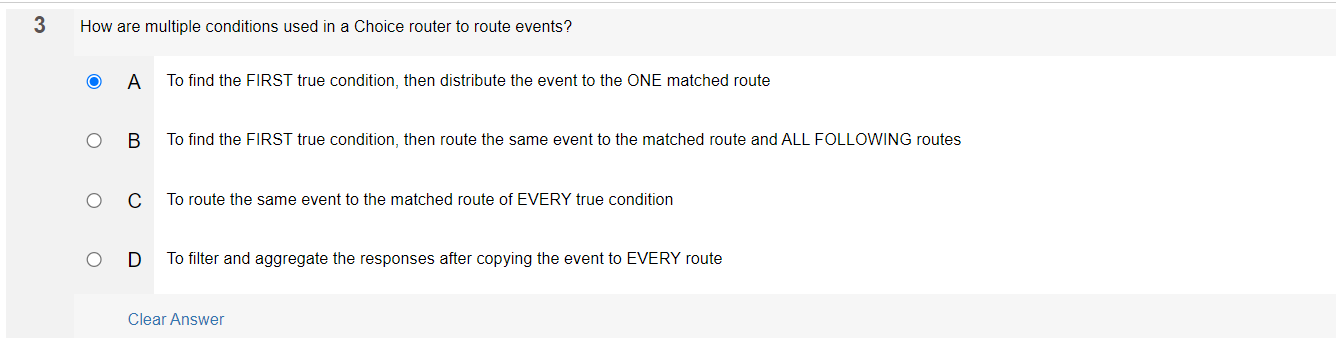 3 How are multiple conditions used in a Choice router to route events?
A To find the FIRST true condition, then distribute the event to the ONE matched route
B To find the FIRST true condition, then route the same event to the matched route and ALL FOLLOWING routes
C To route the same event to the matched route of EVERY true condition
D To filter and aggregate the responses after copying the event to EVERY route
Clear Answer